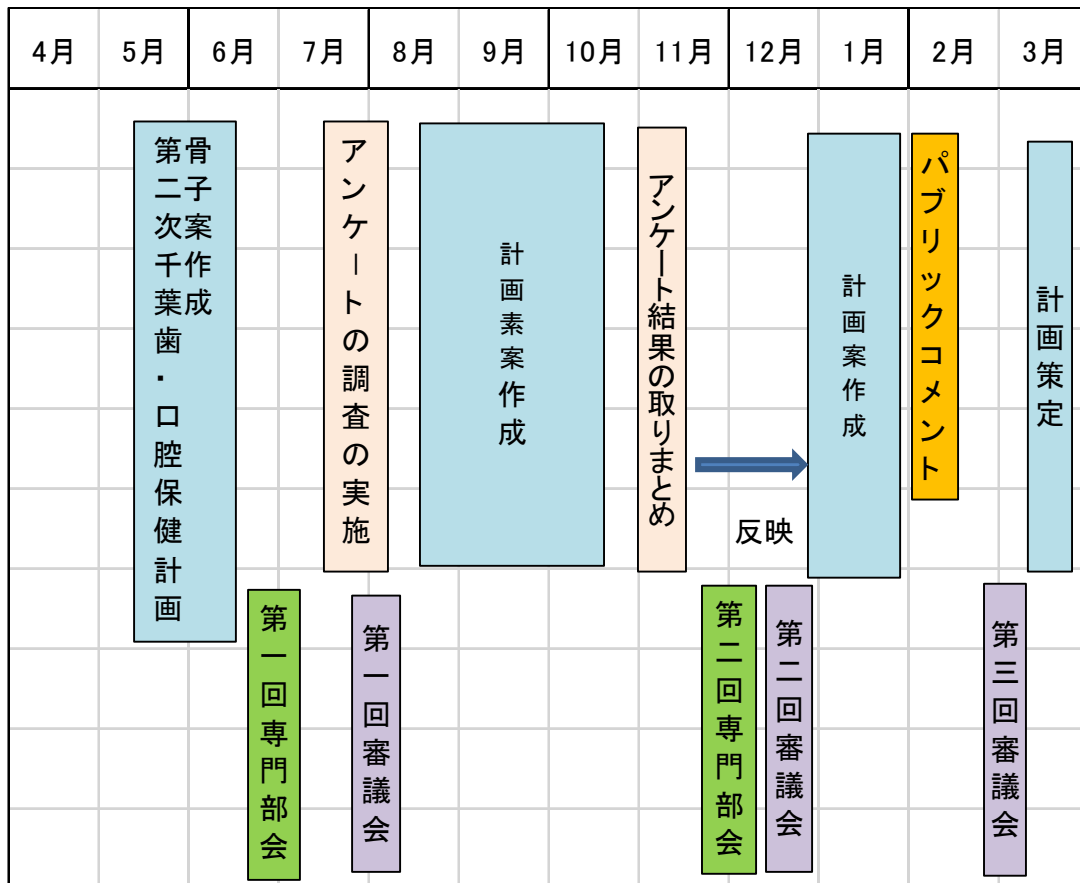 4月
5月
6月
7月
8月
9月
10月
11月
12月
1月
2月
3月
第二次千葉歯・口腔保健計画
骨子案作成
アンケートの調査の実施
計画素案作成
アンケート結果の取りまとめ
計画案作成
パブリックコメント
計画策定
反映
第一回専門部会
第一回審議会
第二回専門部会
第二回審議会
第三回審議会